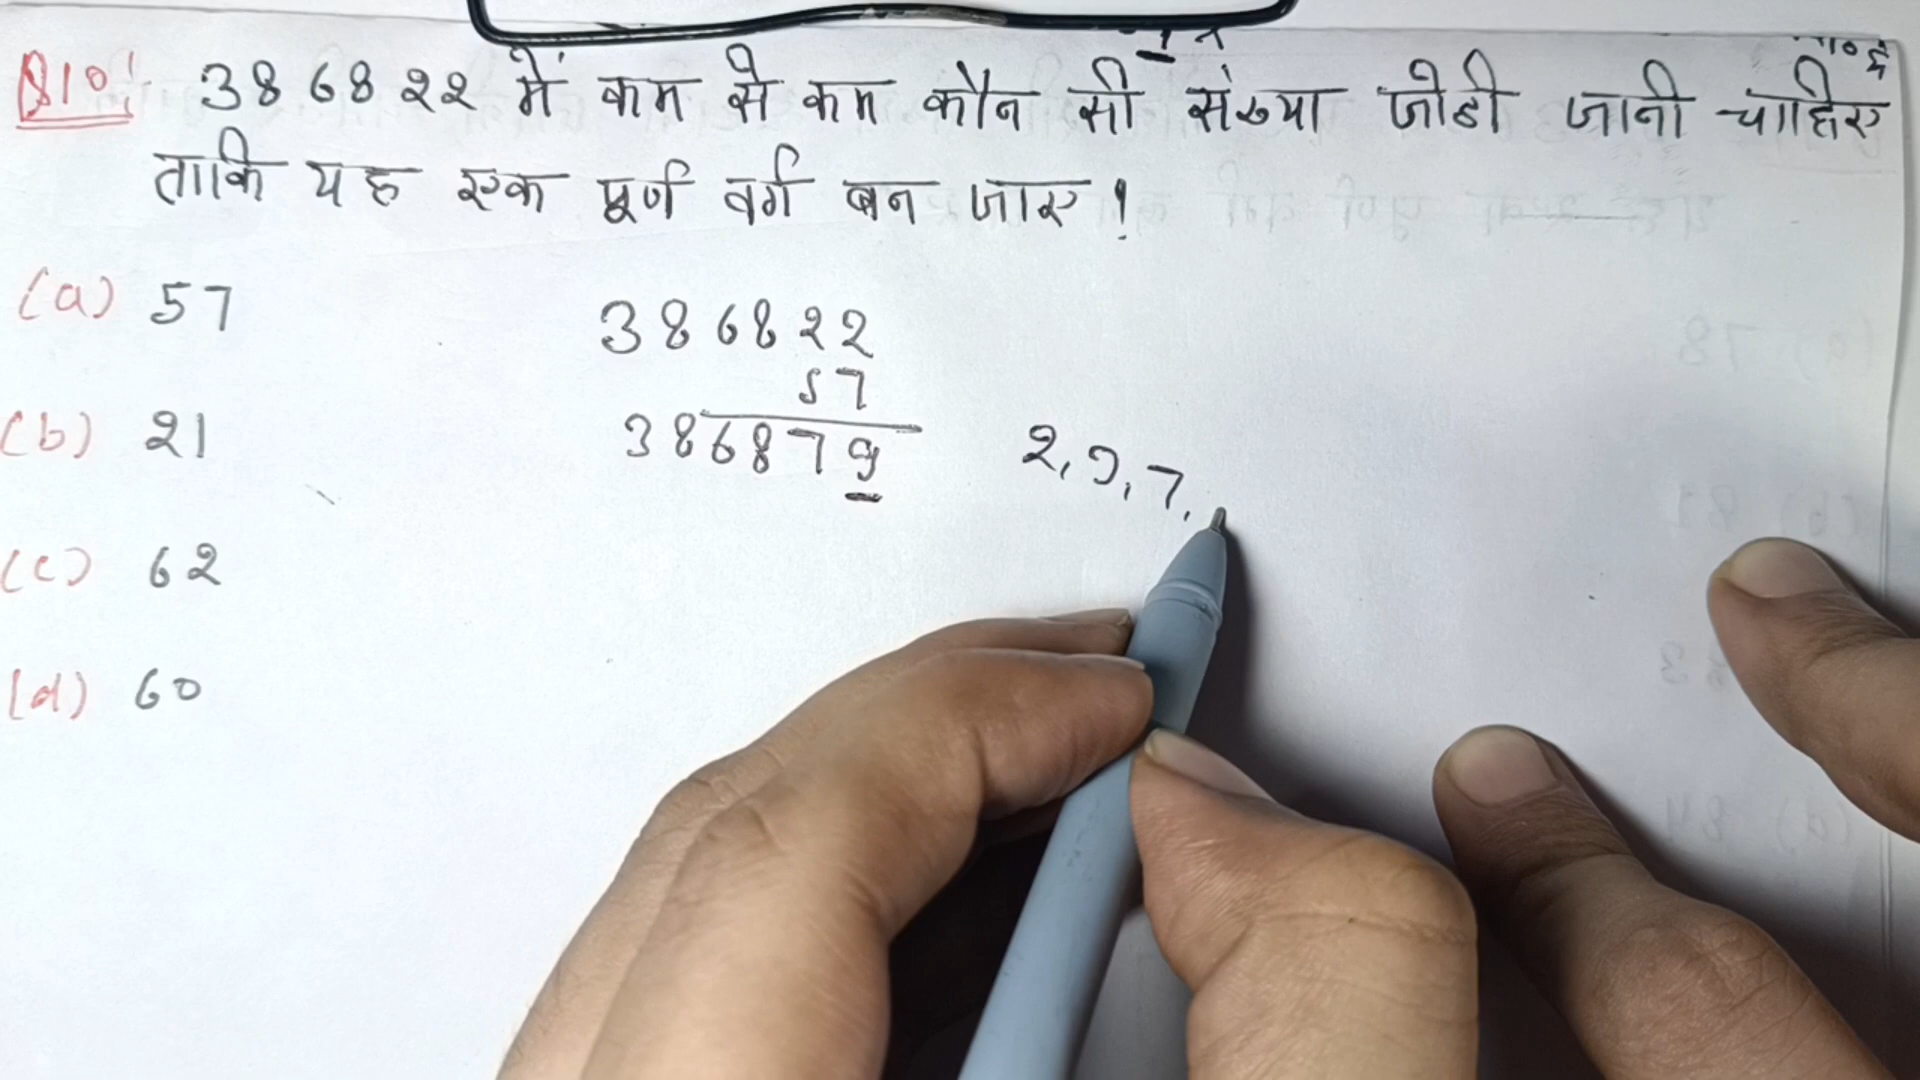 Q10! 386822 में कम से कम कौन सी संख्या जोडी जानी चाहिए
ताकि यह एक पूर्ण वर्ग बन जाए !
(a) 57
386822
57
386879
2, 3, 7,
(b) 21
(c) 62
(d) 60